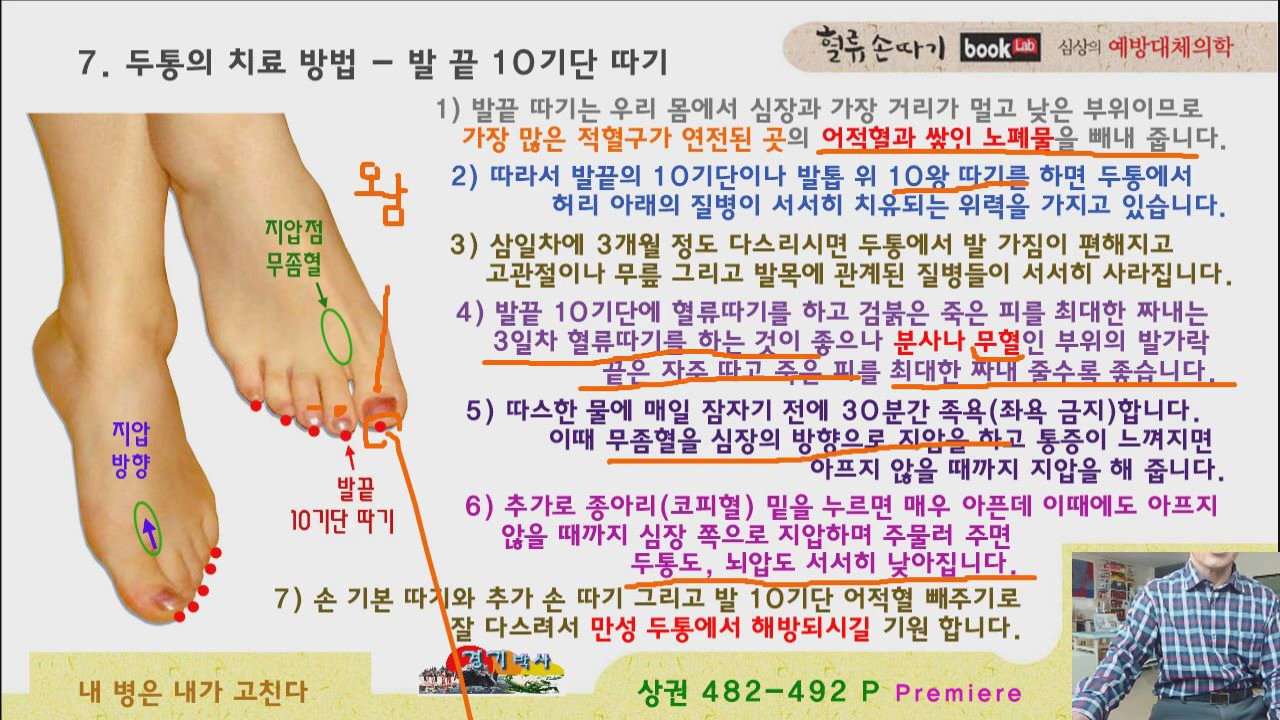 7. 두통의 치료 방법 - 발 끝 10기단 따기
혈류 손따기 book Lab 심상의 예방대체의학
1) 발끝 따기는 우리 몸에서 심장과 가장 거리가 멀고 낮은 부위이므로
가장 많은 적혈구가 연전된 곳의 어적혈과 쌓인 노폐물을 빼내 줍니다.
2) 따라서 발끝의 10기단이나 발톱 위 10왕 따기를 하면 두통에서
허리 아래의 질병이 서서히 치유되는 위력을 가지고 있습니다.
3) 삼일차에 3개월 정도 다스리시면 두통에서 발 가짐이 편해지고
고관절이나 무릎 그리고 발목에 관계된 질병들이 서서히 사라집니다.
4) 발끝 10기단에 혈류따기를 하고 검붉은 죽은 피를 최대한 짜내는
3일차 혈류따기를 하는 것이 좋으나 분사나 무혈인 부위의 발가락
끝은 자주 따고 죽은 피를 최대한 짜내 줄수록 좋습니다.
5) 따스한 물에 매일 잠자기 전에 30분간 족욕(좌욕 금지)합니다.
이때 무좀혈을 심장의 방향으로 지압을 하고 통증이 느껴지면
아프지 않을 때까지 지압을 해 줍니다.
6) 추가로 종아리(코피혈) 밑을 누르면 매우 아픈데 이때에도 아프지
않을 때까지 심장 쪽으로 지압하며 주물러 주면
두통도, 뇌압도 서서히 낮아집니다.
7) 손 기본 따기와 추가 손 따기 그리고 발 10기단 어적혈 빼주기로
잘 다스려서 만성 두통에서 해방되시길 기원 합니다.
지압점
무좀혈
지압
방향
발끝
10기단 따기
내 병은 내가 고친다
경기박사
상권 482-492 P Premiere